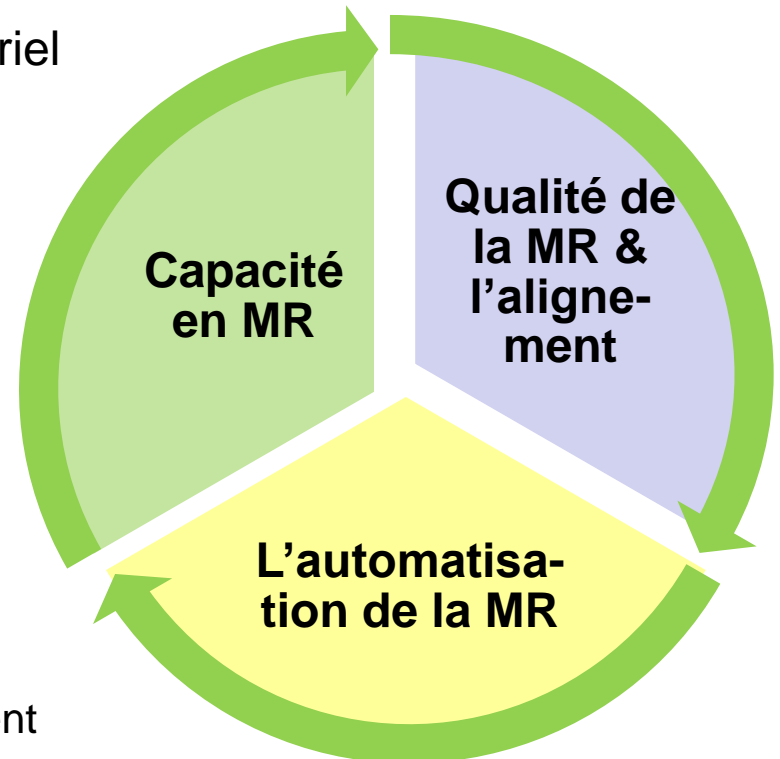 riel
Qualité de
la MR &
l’aligne-
ment
Capacité
en MR
L’automatisa-
tion de la MR
nt